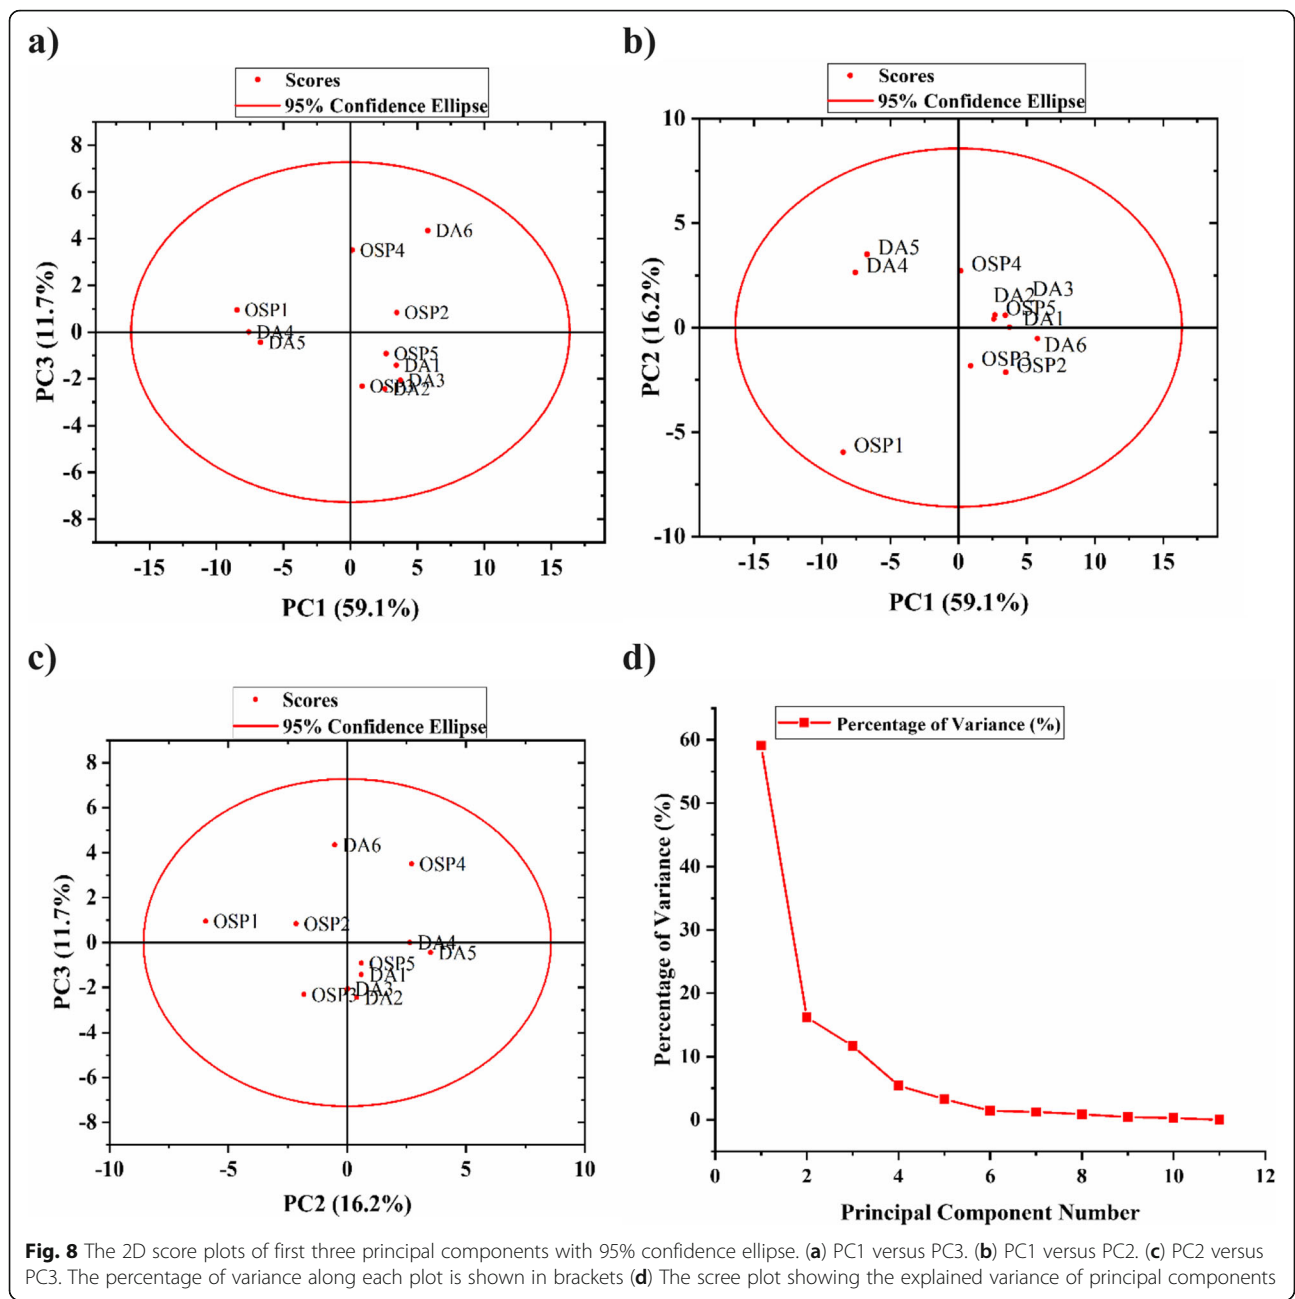 a)
Scores
95% Confidence Ellipse
8
6
4
2
0
-2
-4
-6
-8
PC3 (11.7%)
DA6
OSP4
OSP1
OSP2
DA4
DA5
OSP5
DA1
DA3
OSP3
DA2
-15 -10 -5 0 5 10 15
PC1 (59.1%)
b)
Scores
95% Confidence Ellipse
10
5
0
-5
-10
PC2 (16.2%)
DA5
DA4
OSP4
DA3
DA2
OSP5
DA1
DA6
OSP3
OSP2
OSP1
-15 -10 -5 0 5 10 15
PC1 (59.1%)
c)
Scores
95% Confidence Ellipse
8
6
4
2
0
-2
-4
-6
-8
PC3 (11.7%)
DA6
OSP4
OSP1
OSP2
DA4
DA5
OSP5
DA1
DA3
OSP3
DA2
-10 -5 0 5 10
PC2 (16.2%)
d)
Percentage of Variance (%)
60
50
40
30
20
10
0
Percentage of Variance (%)
0 2 4 6 8 10 12
Principal Component Number
Fig. 8 The 2D score plots of first three principal components with 95% confidence ellipse. (a) PC1 versus PC3. (b) PC1 versus PC2. (c) PC2 versus
PC3. The percentage of variance along each plot is shown in brackets (d) The scree plot showing the explained variance of principal components